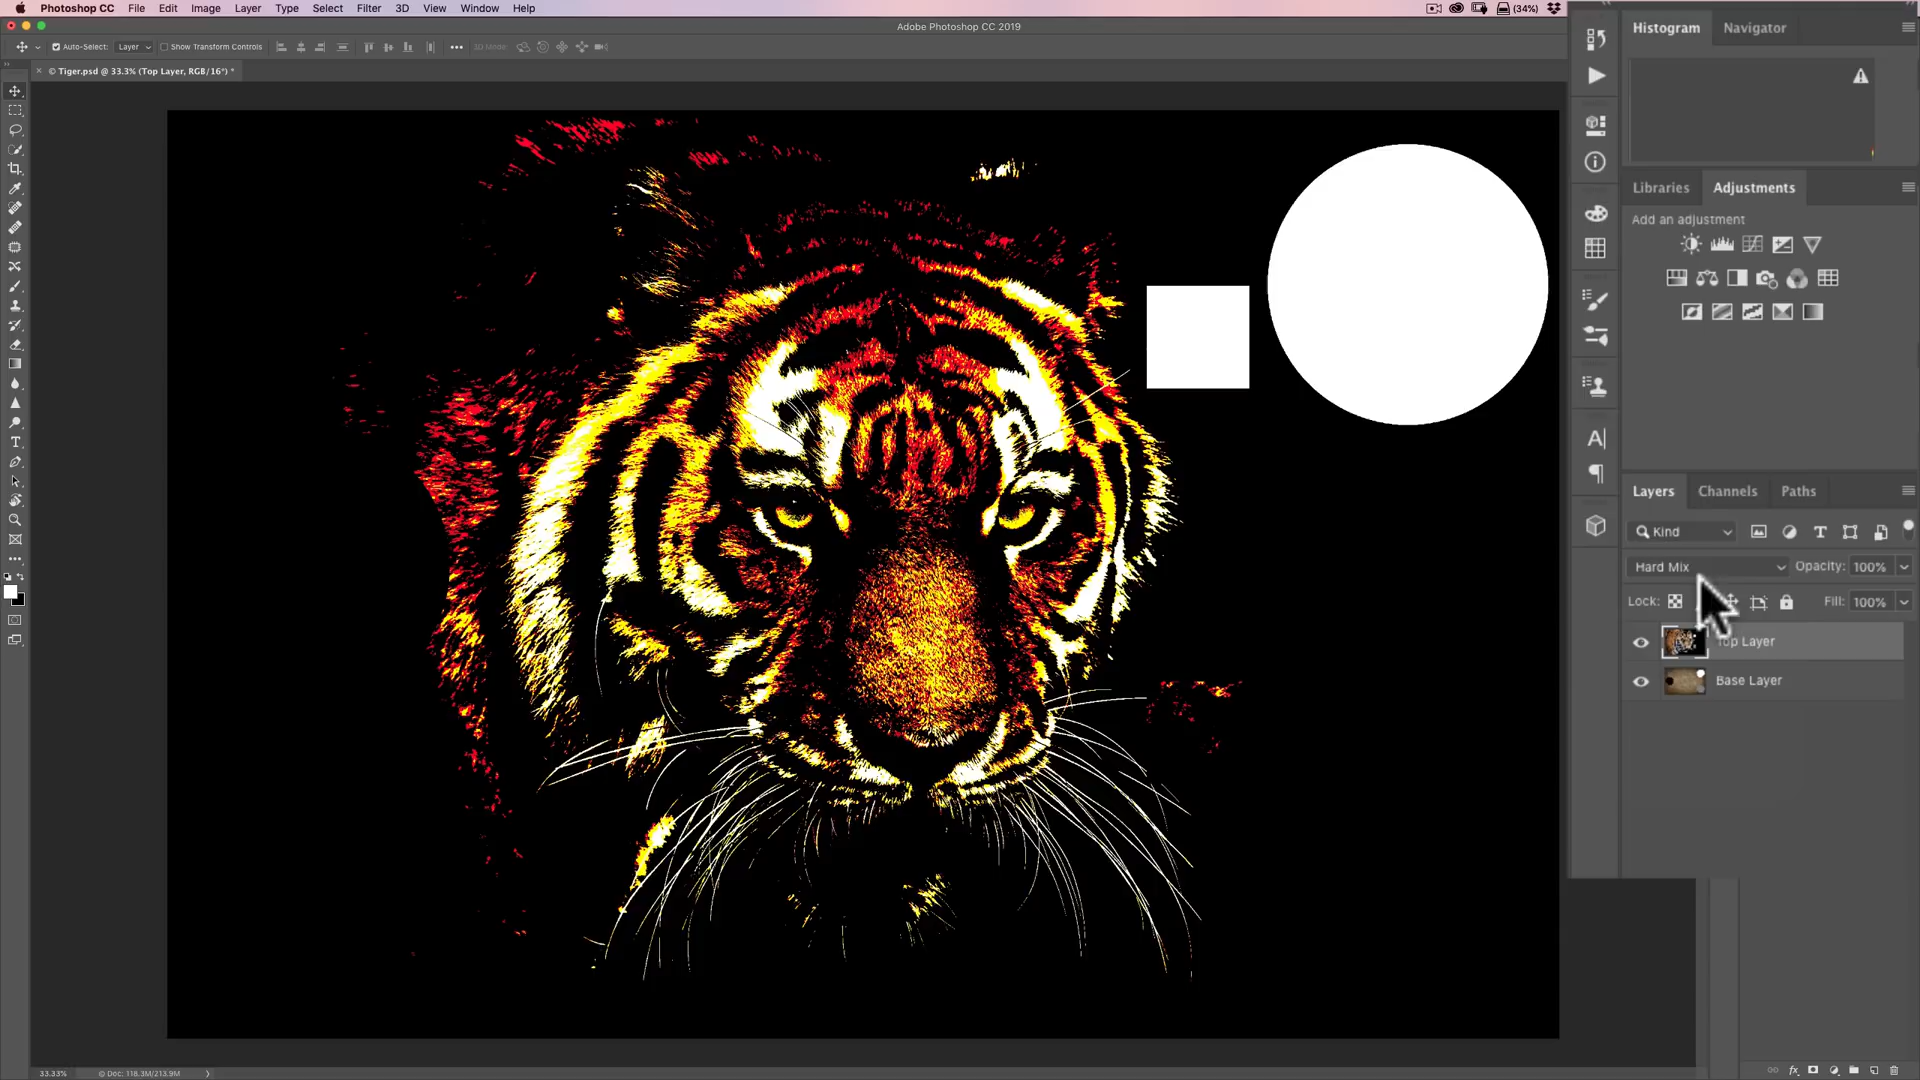 Photoshop CC File Edit Image Layer Type Select Filter 3D View Window Help (34%)
Adobe Photoshop CC 2019
Auto-Select: Layer Show Transform Controls 3D Mode:
© Tiger.psd @ 33.3% (Top Layer, RGB/16*) *
Histogram Navigator
Libraries Adjustments
Add an adjustment
Layers Channels Paths
Kind
Hard Mix Opacity: 100%
Lock: Fill: 100%
Top Layer
Base Layer
33.33% © Doc: 118.3M/213.9M